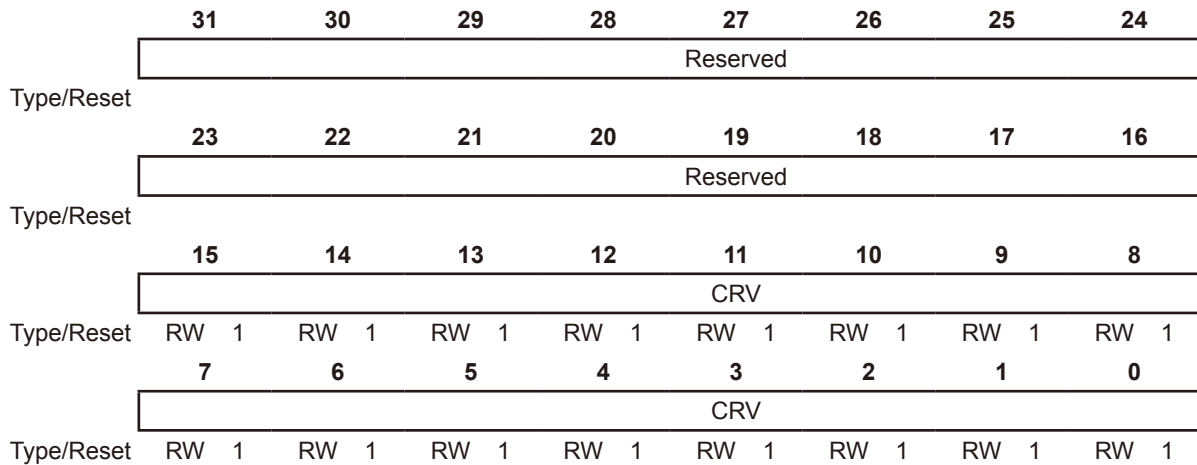 31 30 29 28 27 26 25 24
Reserved
Type/Reset
23 22 21 20 19 18 17 16
Reserved
Type/Reset
15 14 13 12 11 10 9 8
CRV
Type/Reset RW 1 RW 1 RW 1 RW 1 RW 1 RW 1 RW 1 RW 1
7 6 5 4 3 2 1 0
CRV
Type/Reset RW 1 RW 1 RW 1 RW 1 RW 1 RW 1 RW 1 RW 1